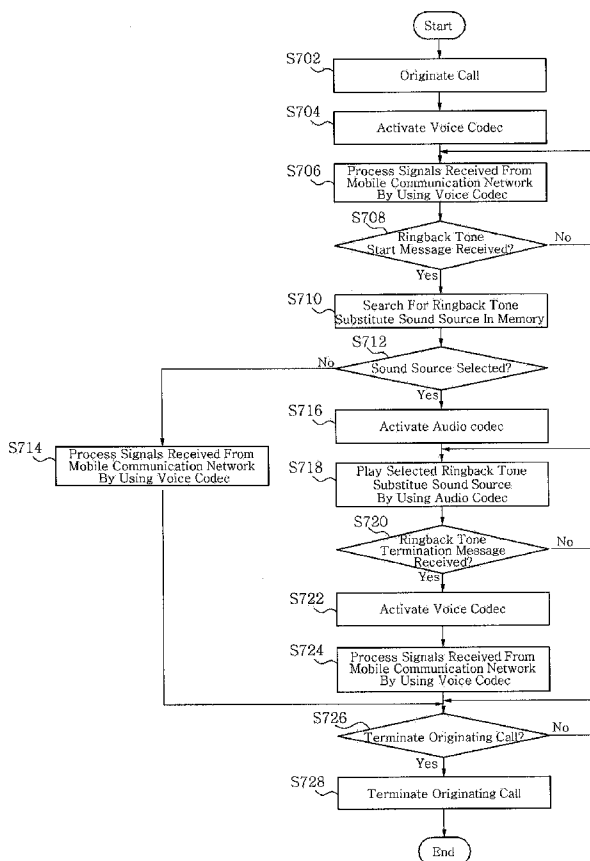 Start
S702
Originate Call
S704
Activate Voice Codec
S706
Process Signals Received From
Mobile Communication Network
By Using Voice Codec
S708
Ringback Tone
Start Message Received?
No
Yes
S710
Search For Ringback Tone
Substitute Sound Source In Memory
S712
No
Sound Source Selected?
Yes
S716
Activate Audio codec
S714
Process Signals Received From
Mobile Communication Network
By Using Voice Codec
S718
Play Selected Ringback Tone
Substitue Sound Source
By Using Audio Codec
S720
Ringback Tone
Termination Message
Received?
No
Yes
S722
Activate Voice Codec
S724
Process Signals Received From
Mobile Communication Network
By Using Voice Codec
S726
Terminate Originating Call?
No
Yes
S728
Terminate Originating Call
End